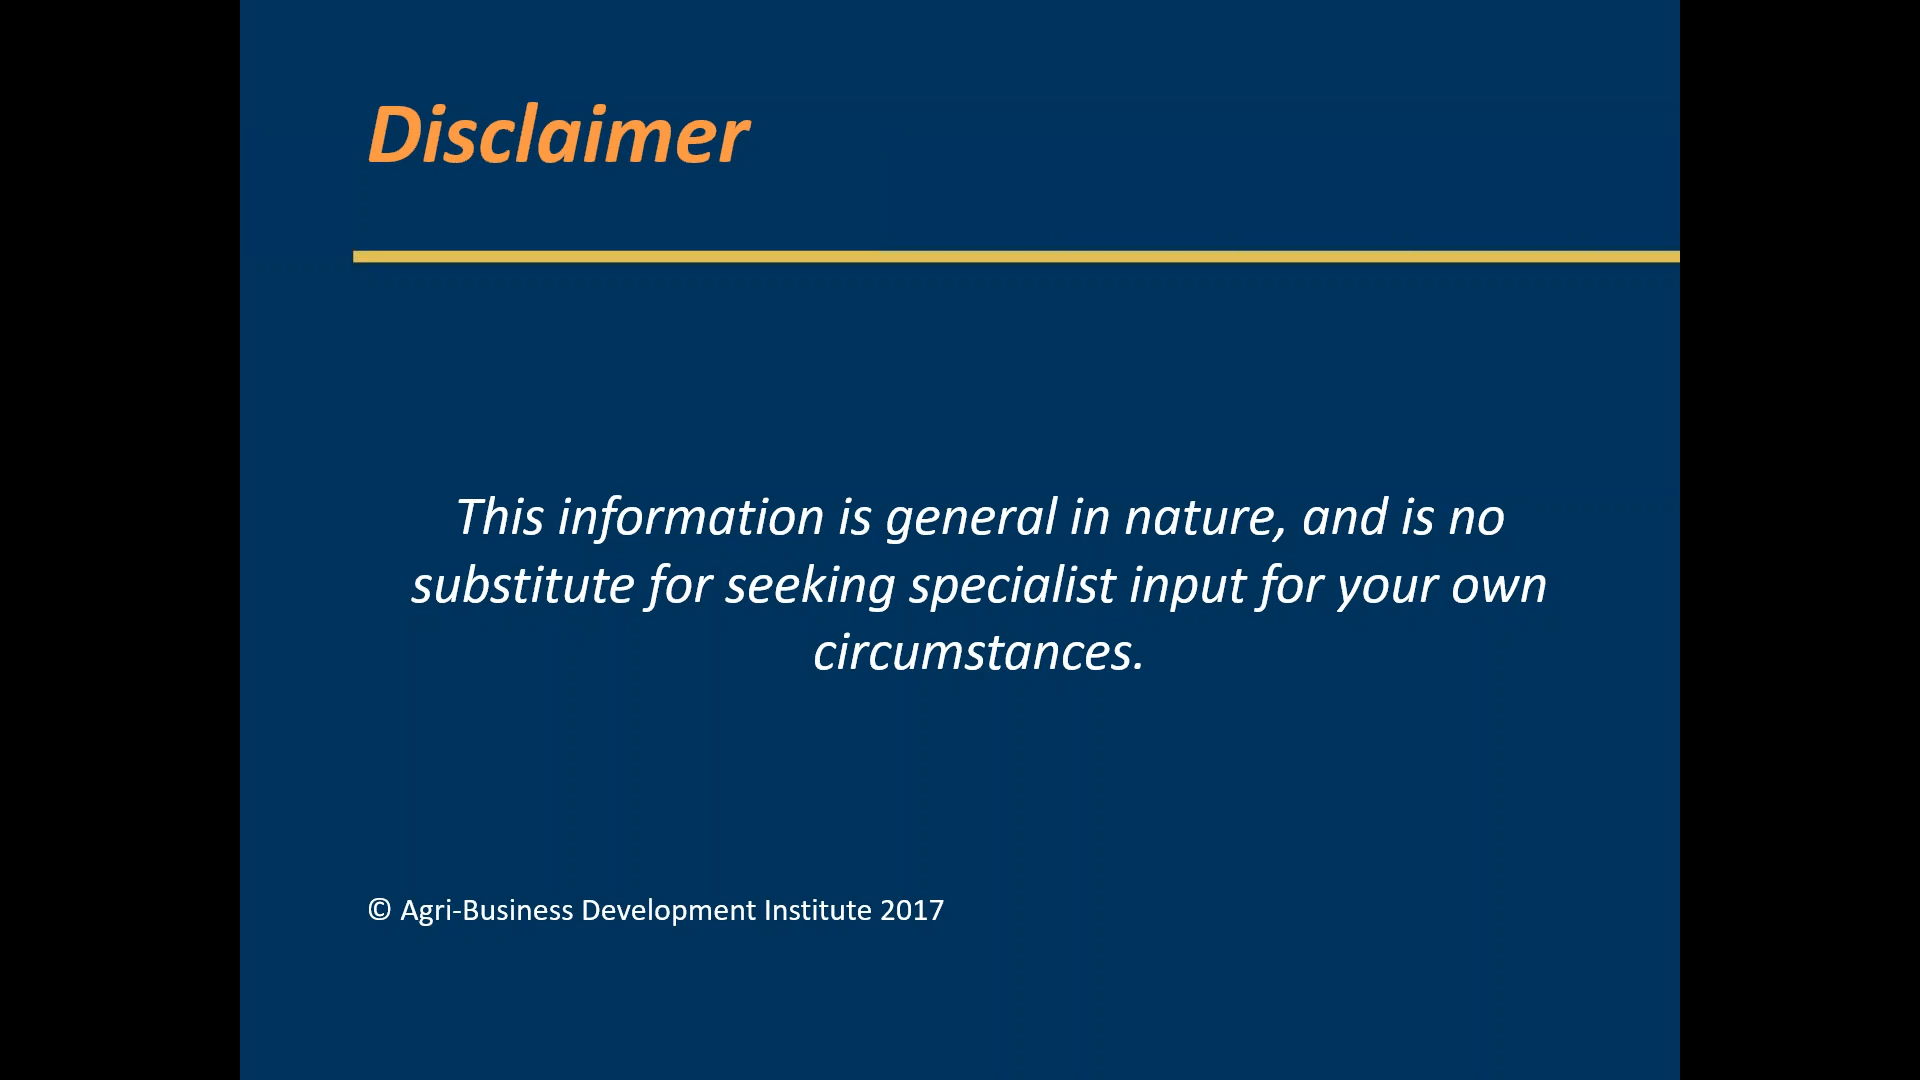 Disclaimer
This information is general in nature, and is no
substitute for seeking specialist input for your own
circumstances.
© Agri-Business Development Institute 2017